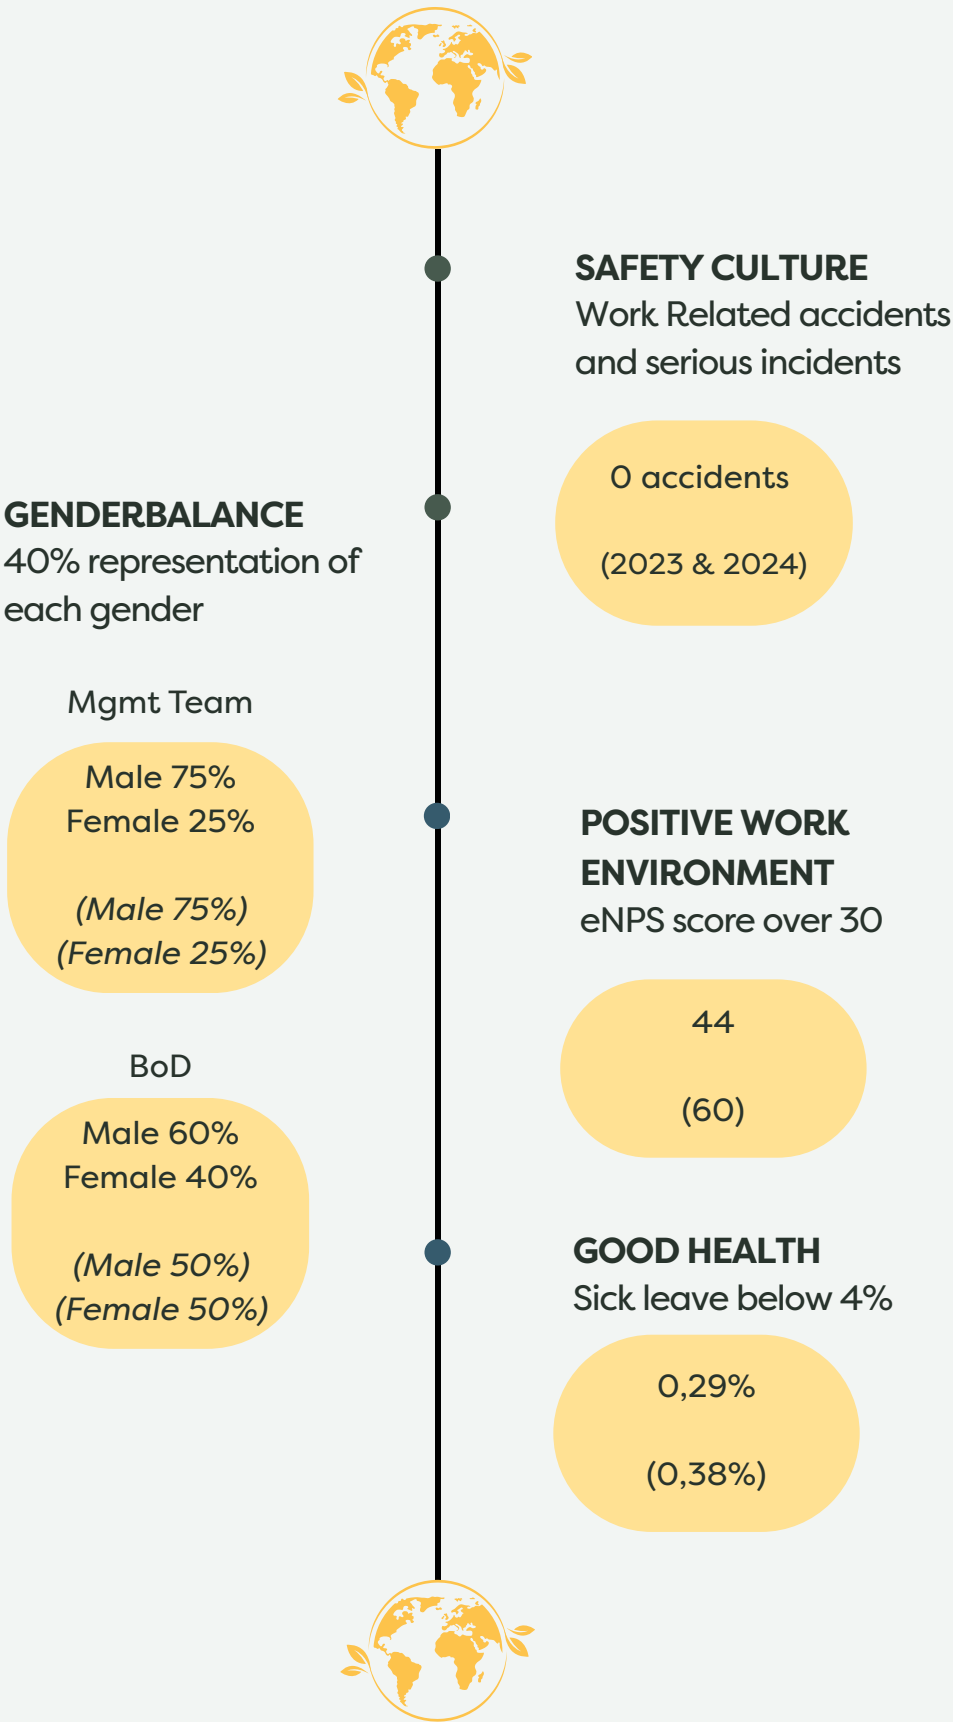 SAFETY CULTURE
Work Related accidents
and serious incidents
0 accidents
(2023 & 2024)
GENDERBALANCE
40% representation of
each gender
Mgmt Team
Male 75%
Female 25%
(Male 75%)
(Female 25%)
BoD
Male 60%
Female 40%
(Male 50%)
(Female 50%)
POSITIVE WORK
ENVIRONMENT
eNPS score over 30
44
(60)
GOOD HEALTH
Sick leave below 4%
0,29%
(0,38%)